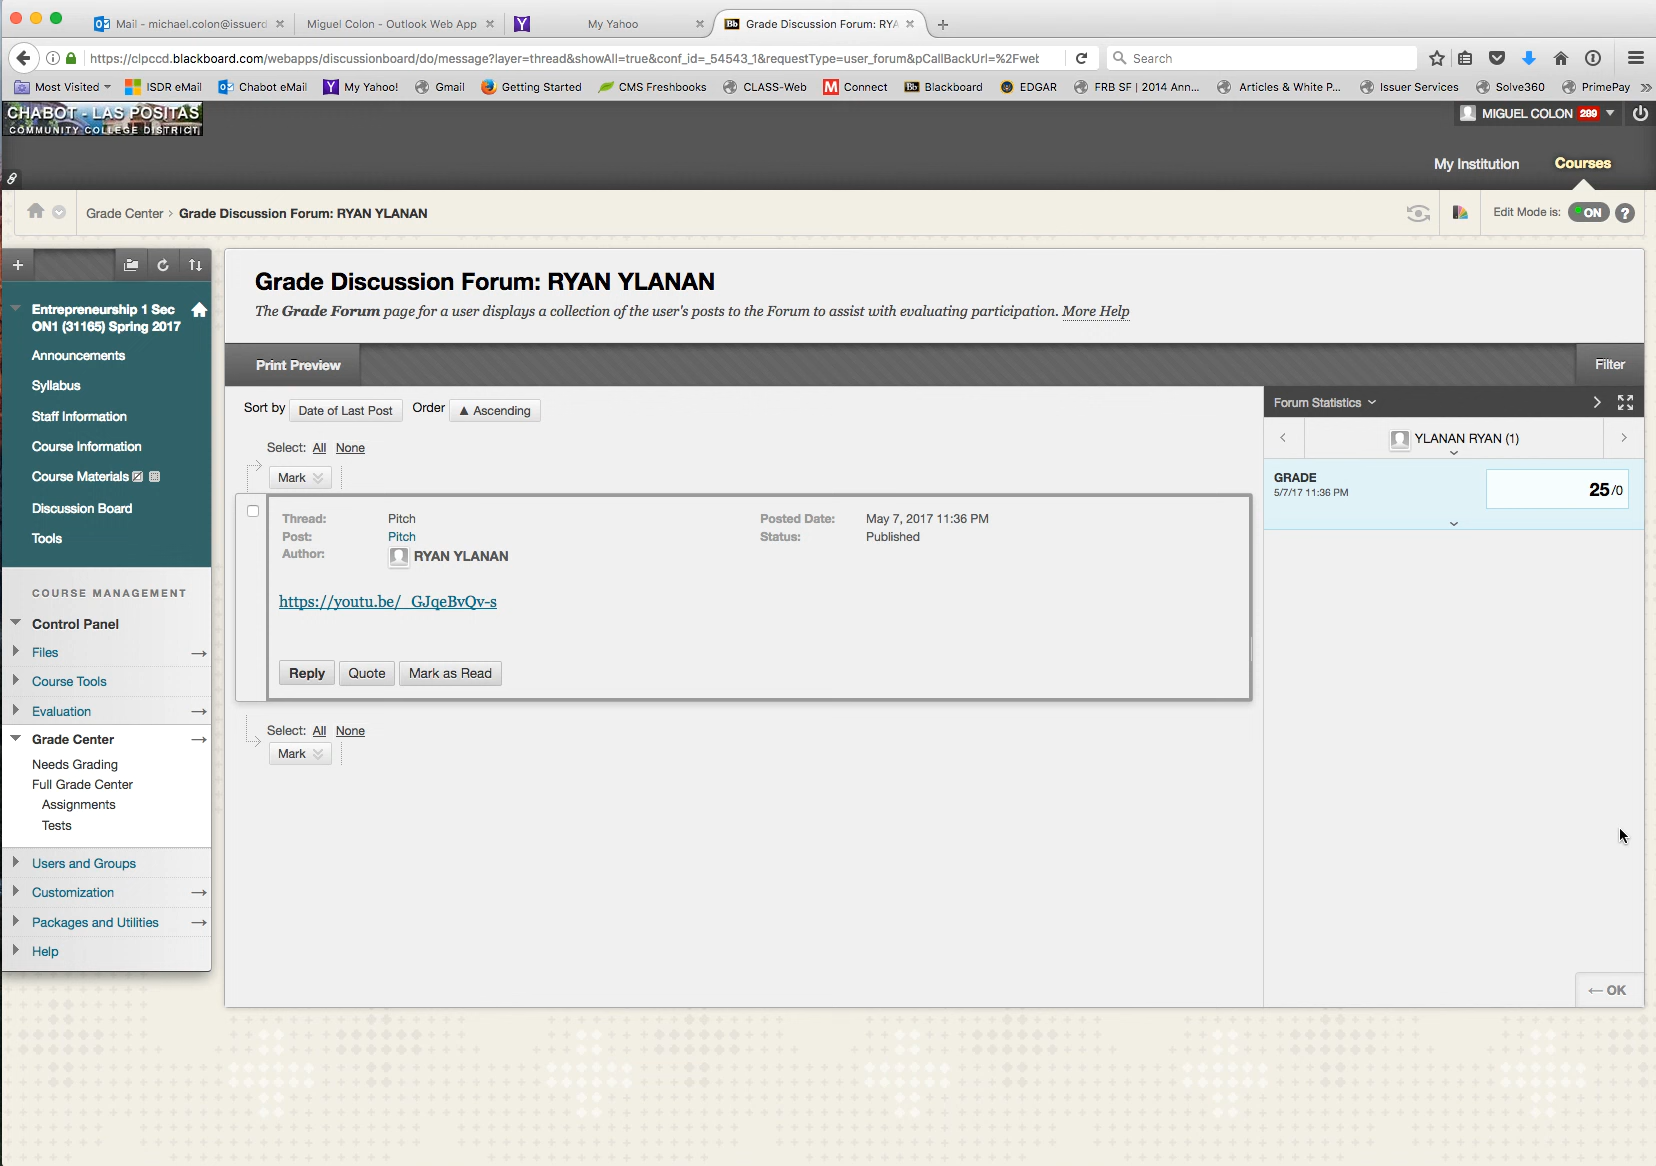 Mail - michael.colon@issuerd
Miguel Colon - Outlook Web App
My Yahoo
Bb Grade Discussion Forum: RYA
https://clpccd.blackboard.com/webapps/discussionboard/do/message?layer=thread&showAll=true&conf_id=_54543_1&requestType=user_forum&pCallBackUrl=%2Fwet
Search
Most Visited
ISDR eMail
Chabot eMail
My Yahoo!
Gmail
Getting Started
CMS Freshbooks
CLASS-Web
M Connect
Bb Blackboard
EDGAR
FRB SF | 2014 Ann...
Articles & White P...
Issuer Services
Solve360
PrimePay
CHABOT - LAS POSITAS
COMMUNITY COLLEGE DISTRICT
MIGUEL COLON 289
My Institution
Courses
Grade Center > Grade Discussion Forum: RYAN YLANAN
Edit Mode is: ON ?
Entrepreneurship 1 Sec
ON1 (31165) Spring 2017
Announcements
Syllabus
Staff Information
Course Information
Course Materials
Discussion Board
Tools
COURSE MANAGEMENT
Control Panel
Files
Course Tools
Evaluation
Grade Center
Needs Grading
Full Grade Center
Assignments
Tests
Users and Groups
Customization
Packages and Utilities
Help
Grade Discussion Forum: RYAN YLANAN
The Grade Forum page for a user displays a collection of the user's posts to the Forum to assist with evaluating participation. More Help
Print Preview
Filter
Sort by Date of Last Post Order ▲ Ascending
Select: All None
Mark
Thread: Pitch Posted Date: May 7, 2017 11:36 PM
Post: Pitch Status: Published
Author: RYAN YLANAN
https://youtu.be/_GJqeBvQv-s
Reply Quote Mark as Read
Select: All None
Mark
Forum Statistics
YLANAN RYAN (1)
GRADE
5/7/17 11:36 PM
25/0
← OK